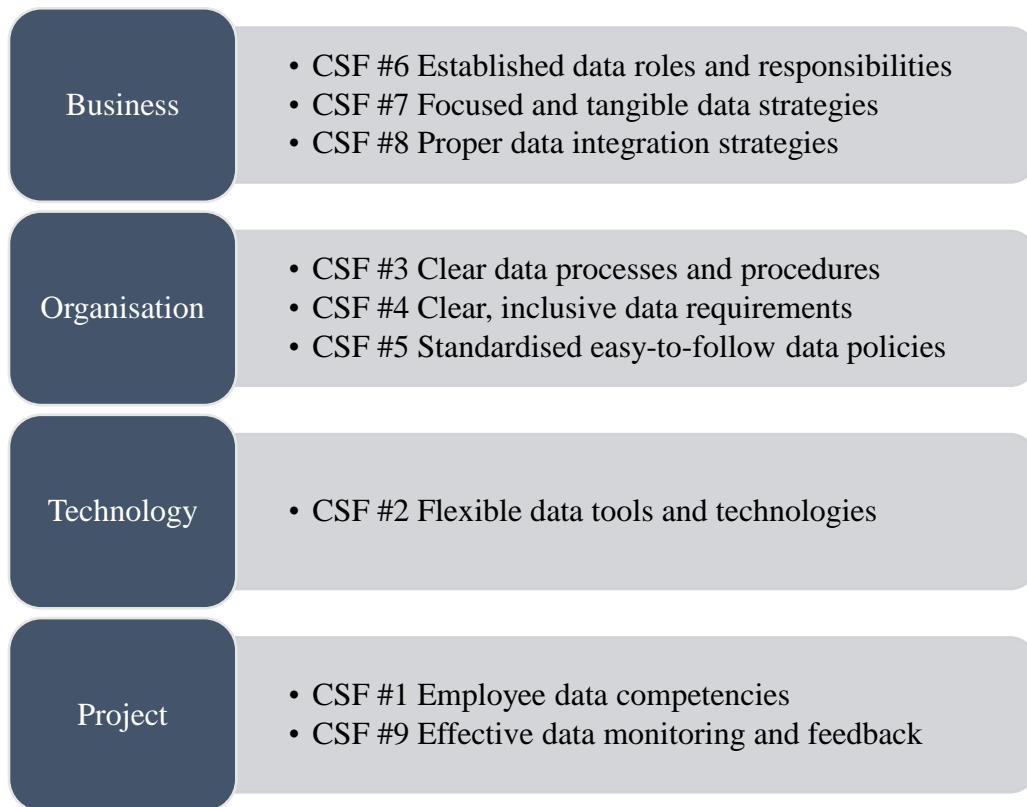 Business
• CSF #6 Established data roles and responsibilities
• CSF #7 Focused and tangible data strategies
• CSF #8 Proper data integration strategies
Organisation
• CSF #3 Clear data processes and procedures
• CSF #4 Clear, inclusive data requirements
• CSF #5 Standardised easy-to-follow data policies
Technology
• CSF #2 Flexible data tools and technologies
Project
• CSF #1 Employee data competencies
• CSF #9 Effective data monitoring and feedback